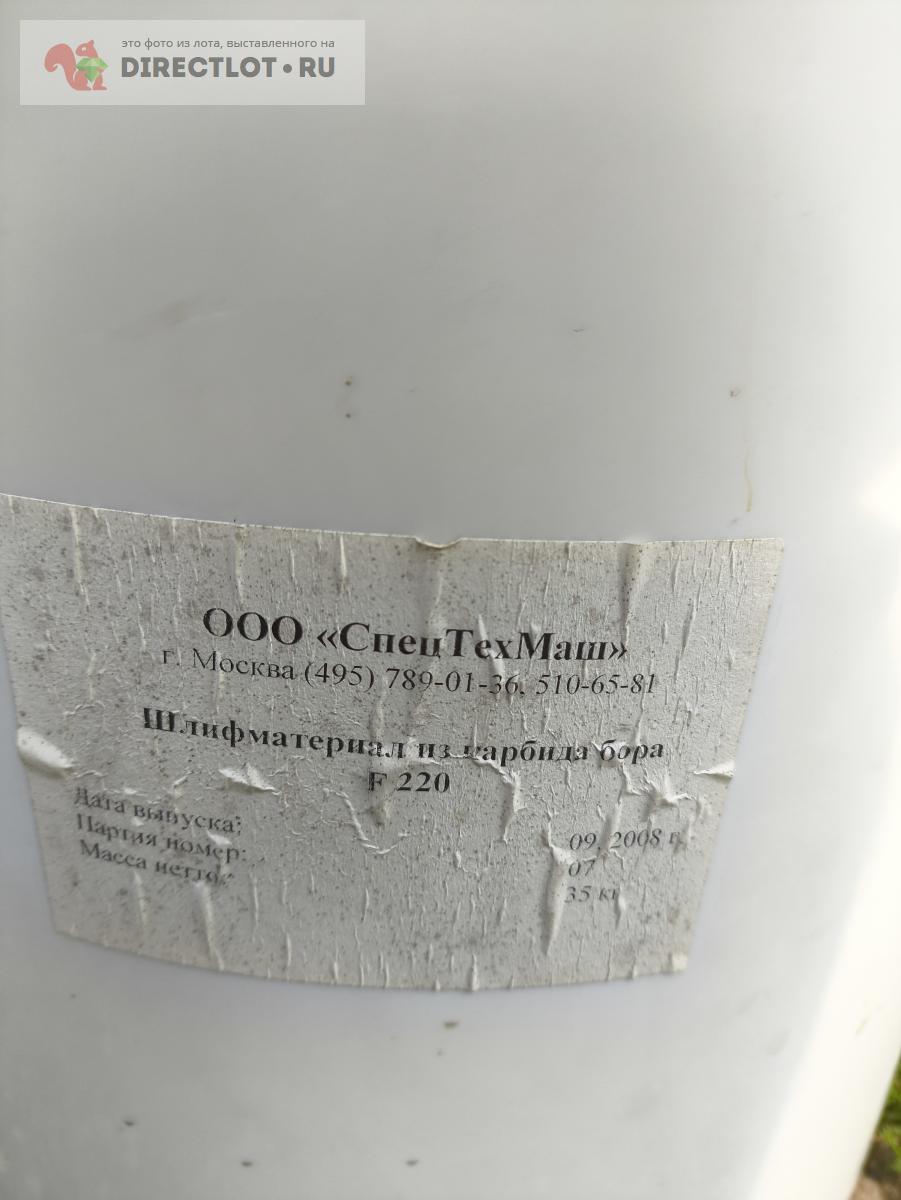 это фото из лота, выставленного на
DIRECTLOT•RU
ООО «СпецТехМаш»
г. Москва (495) 789-01-36, 510-65-81
Шлифматериал из карбида бора
F 220
Дата выпуска: 09, 2008 г.
Партия номер: 07
Масса нетто: 35 кг